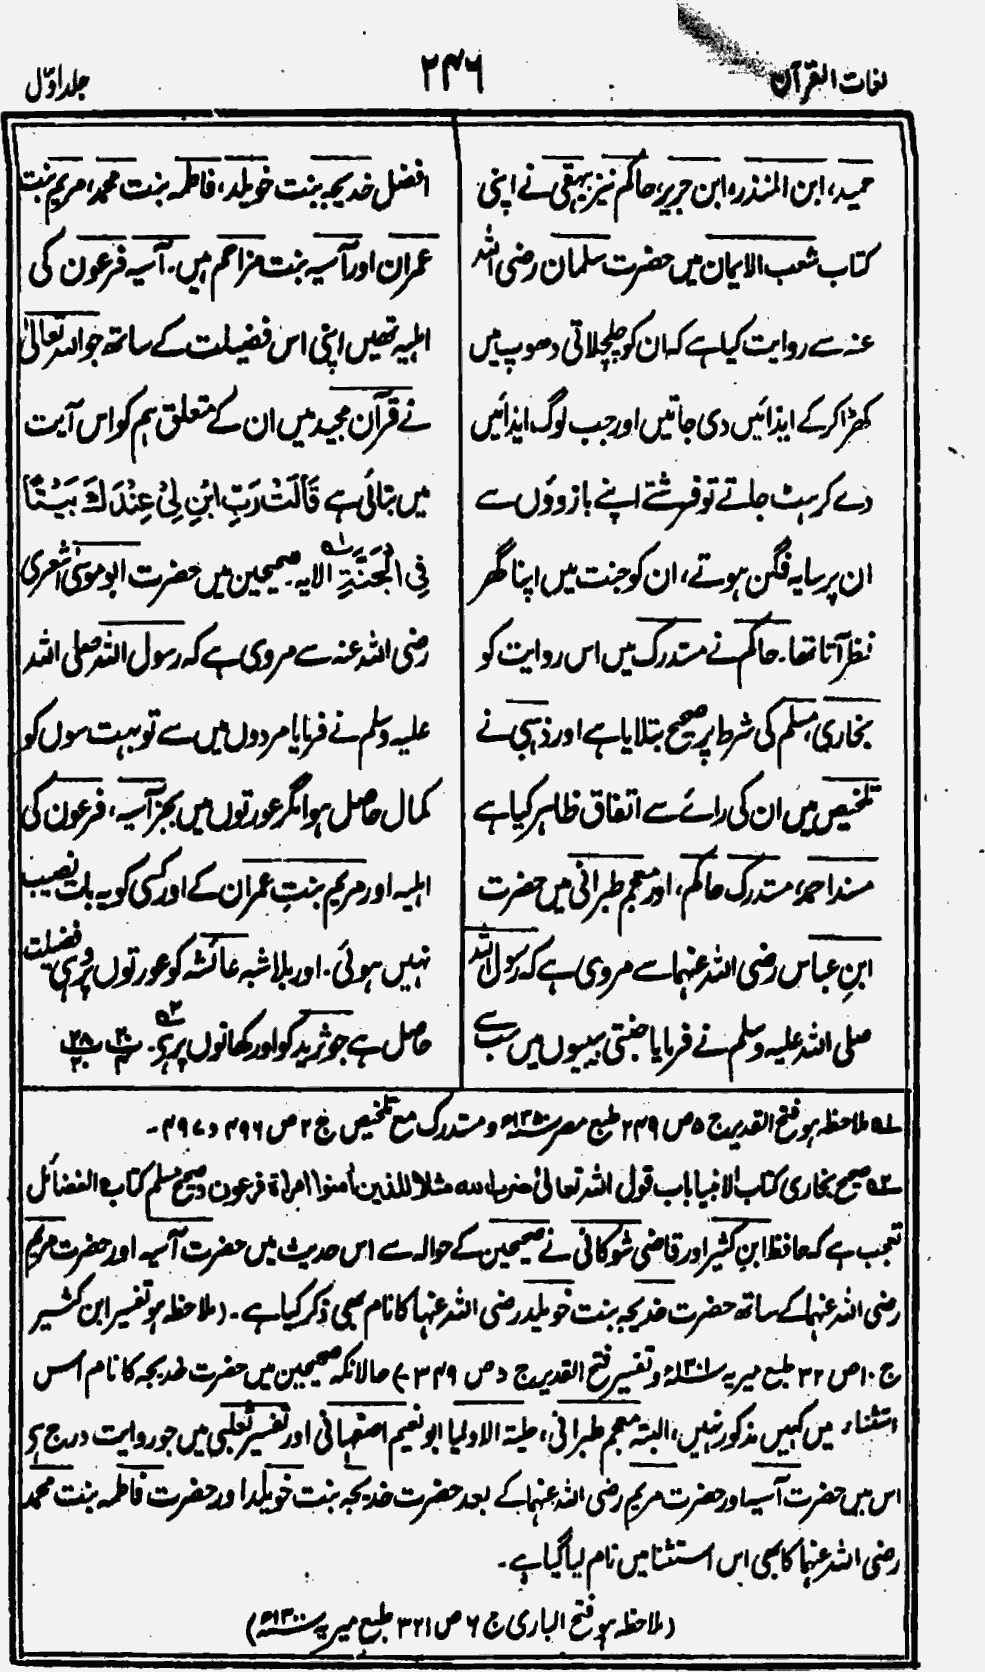 لغات القرآن
۲۴۶
جلد اوّل
حمید، ابن المنذر، ابن جریر، حاکم نیز بیہقی نے اپنی
کتاب شعب الایمان میں حضرت سلمان رضی اللہ
عنہ سے روایت کیا ہے کہ ان کو چلچلاتی دھوپ میں
کھڑا کر کے ایذائیں دی جاتیں اور جب لوگ ایذائیں
دے کر ہٹ جاتے تو فرشتے اپنے بازوؤں سے
ان پر سایہ فگن ہوتے، ان کو جنت میں اپنا گھر
نظر آتا تھا۔ حاکم نے مستدرک میں اس روایت کو
بخاری، مسلم کی شرط پر صحیح بتلایا ہے اور ذہبی نے
تلخیص میں ان کی رائے سے اتفاق ظاہر کیا ہے
مسند احمد، مستدرک حاکم، اور معجم طبرانی میں حضرت
ابنِ عباس رضی اللہ عنہما سے مروی ہے کہ رسول اللہ
صلی اللہ علیہ وسلم نے فرمایا جنتی بیبیوں میں سب سے
افضل خدیجہ بنت خویلد، فاطمہ بنت محمد، مریم بنت
عمران اور آسیہ بنت مزاحم ہیں۔ آسیہ فرعون کی
اہلیہ تھیں اپنی اس فضیلت کے ساتھ جو اللہ تعالیٰ
نے قرآن مجید میں ان کے متعلق ہم کو اس آیت
میں بتائی ہے قَالَتْ رَبِّ ابْنِ لِیْ عِنْدَكَ بَیْتًا
فِی الْجَنَّةِ الایہ۔ صحیحین میں حضرت ابو موسیٰ اشعری
رضی اللہ عنہ سے مروی ہے کہ رسول اللہ صلی اللہ
علیہ وسلم نے فرمایا مردوں میں سے تو بہت سوں کو
کمال حاصل ہوا مگر عورتوں میں بجز آسیہ، فرعون کی
اہلیہ اور مریم بنتِ عمران کے اور کسی کو یہ بات نصیب
نہیں ہوئی۔ اور بلا شبہ عائشہ کو عورتوں پر وہی فضیلت
حاصل ہے جو ثرید کو اور کھانوں پر ہے۔
لہ ملاحظہ ہو فتح القدیر ج ۵ ص ۲۴۹ طبع مصر ۱۳۵۰ھ و مستدرک مع تلخیص ج ۲ ص ۴۹۶ و ۴۹۷۔
۲ہ صحیح بخاری کتاب الانبیا باب قول اللہ تعالیٰ ضرب اللہ مثلا للذین اٰمنوا امراۃ فرعون و صحیح مسلم کتاب الفضائل
تعجب ہے کہ حافظ ابنِ کثیر اور قاضی شوکانی نے صحیحین کے حوالہ سے اس حدیث میں حضرت آسیہ اور حضرت مریم
رضی اللہ عنہما کے ساتھ حضرت خدیجہ بنت خویلد رضی اللہ عنہا کا نام بھی ذکر کیا ہے۔ (ملاحظہ ہو تفسیر ابن کثیر
ج ۱۰ ص ۳۲ طبع میریہ ۱۳۰۱ھ و تفسیر فتح القدیر ج ص ۳۴۹-) حالانکہ صحیحین میں حضرت خدیجہ کا نام اس
استثناء میں کہیں مذکور نہیں، البتہ معجم طبرانی، حلیۃ الاولیا ابو نعیم اصفہانی اور تفسیر ثعلبی میں جو روایت درج ہے
اس میں حضرت آسیہ اور حضرت مریم رضی اللہ عنہما کے بعد حضرت خدیجہ بنت خویلد اور حضرت فاطمہ بنت محمد
رضی اللہ عنہا کا بھی اس استثنا میں نام لیا گیا ہے۔
(ملاحظہ ہو فتح الباری ج ۶ ص ۳۲۱ طبع میریہ ۱۳۰۰ھ)